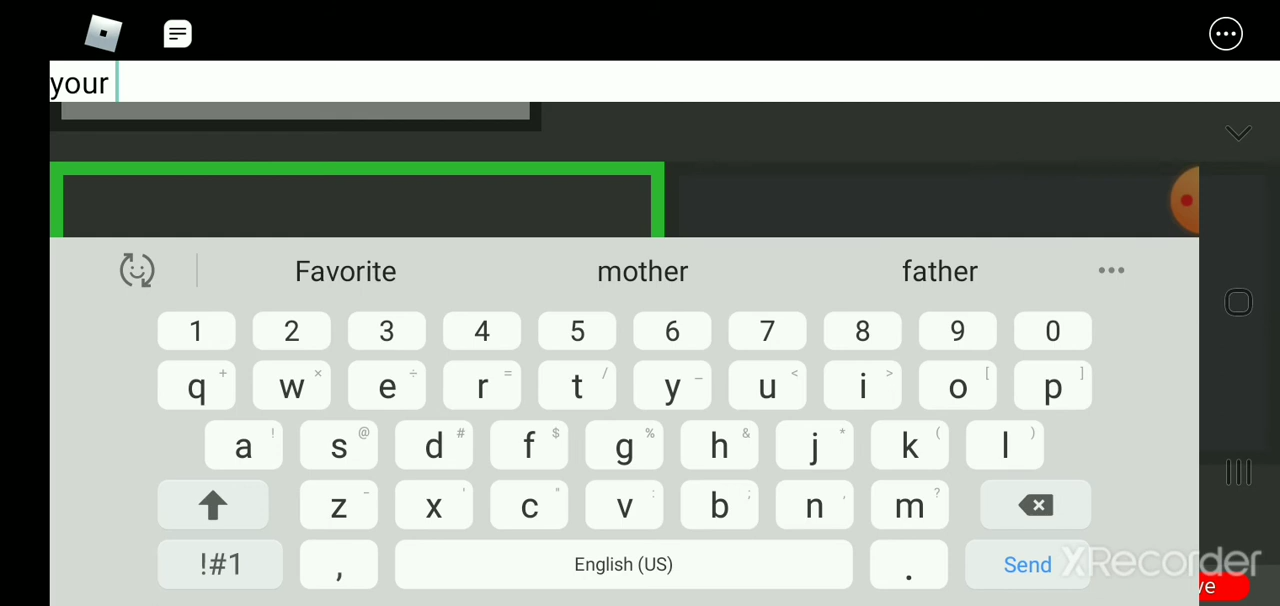 your
Favorite mother father
1 2 3 4 5 6 7 8 9 0
q + w × e ÷ r = t / y _ u < i > o [ p ]
a ! s @ d # f $ g % h & j * k ( l )
z - x ' c " v : b ; n , m ?
!#1 , English (US) . Send
XRecorder
ve